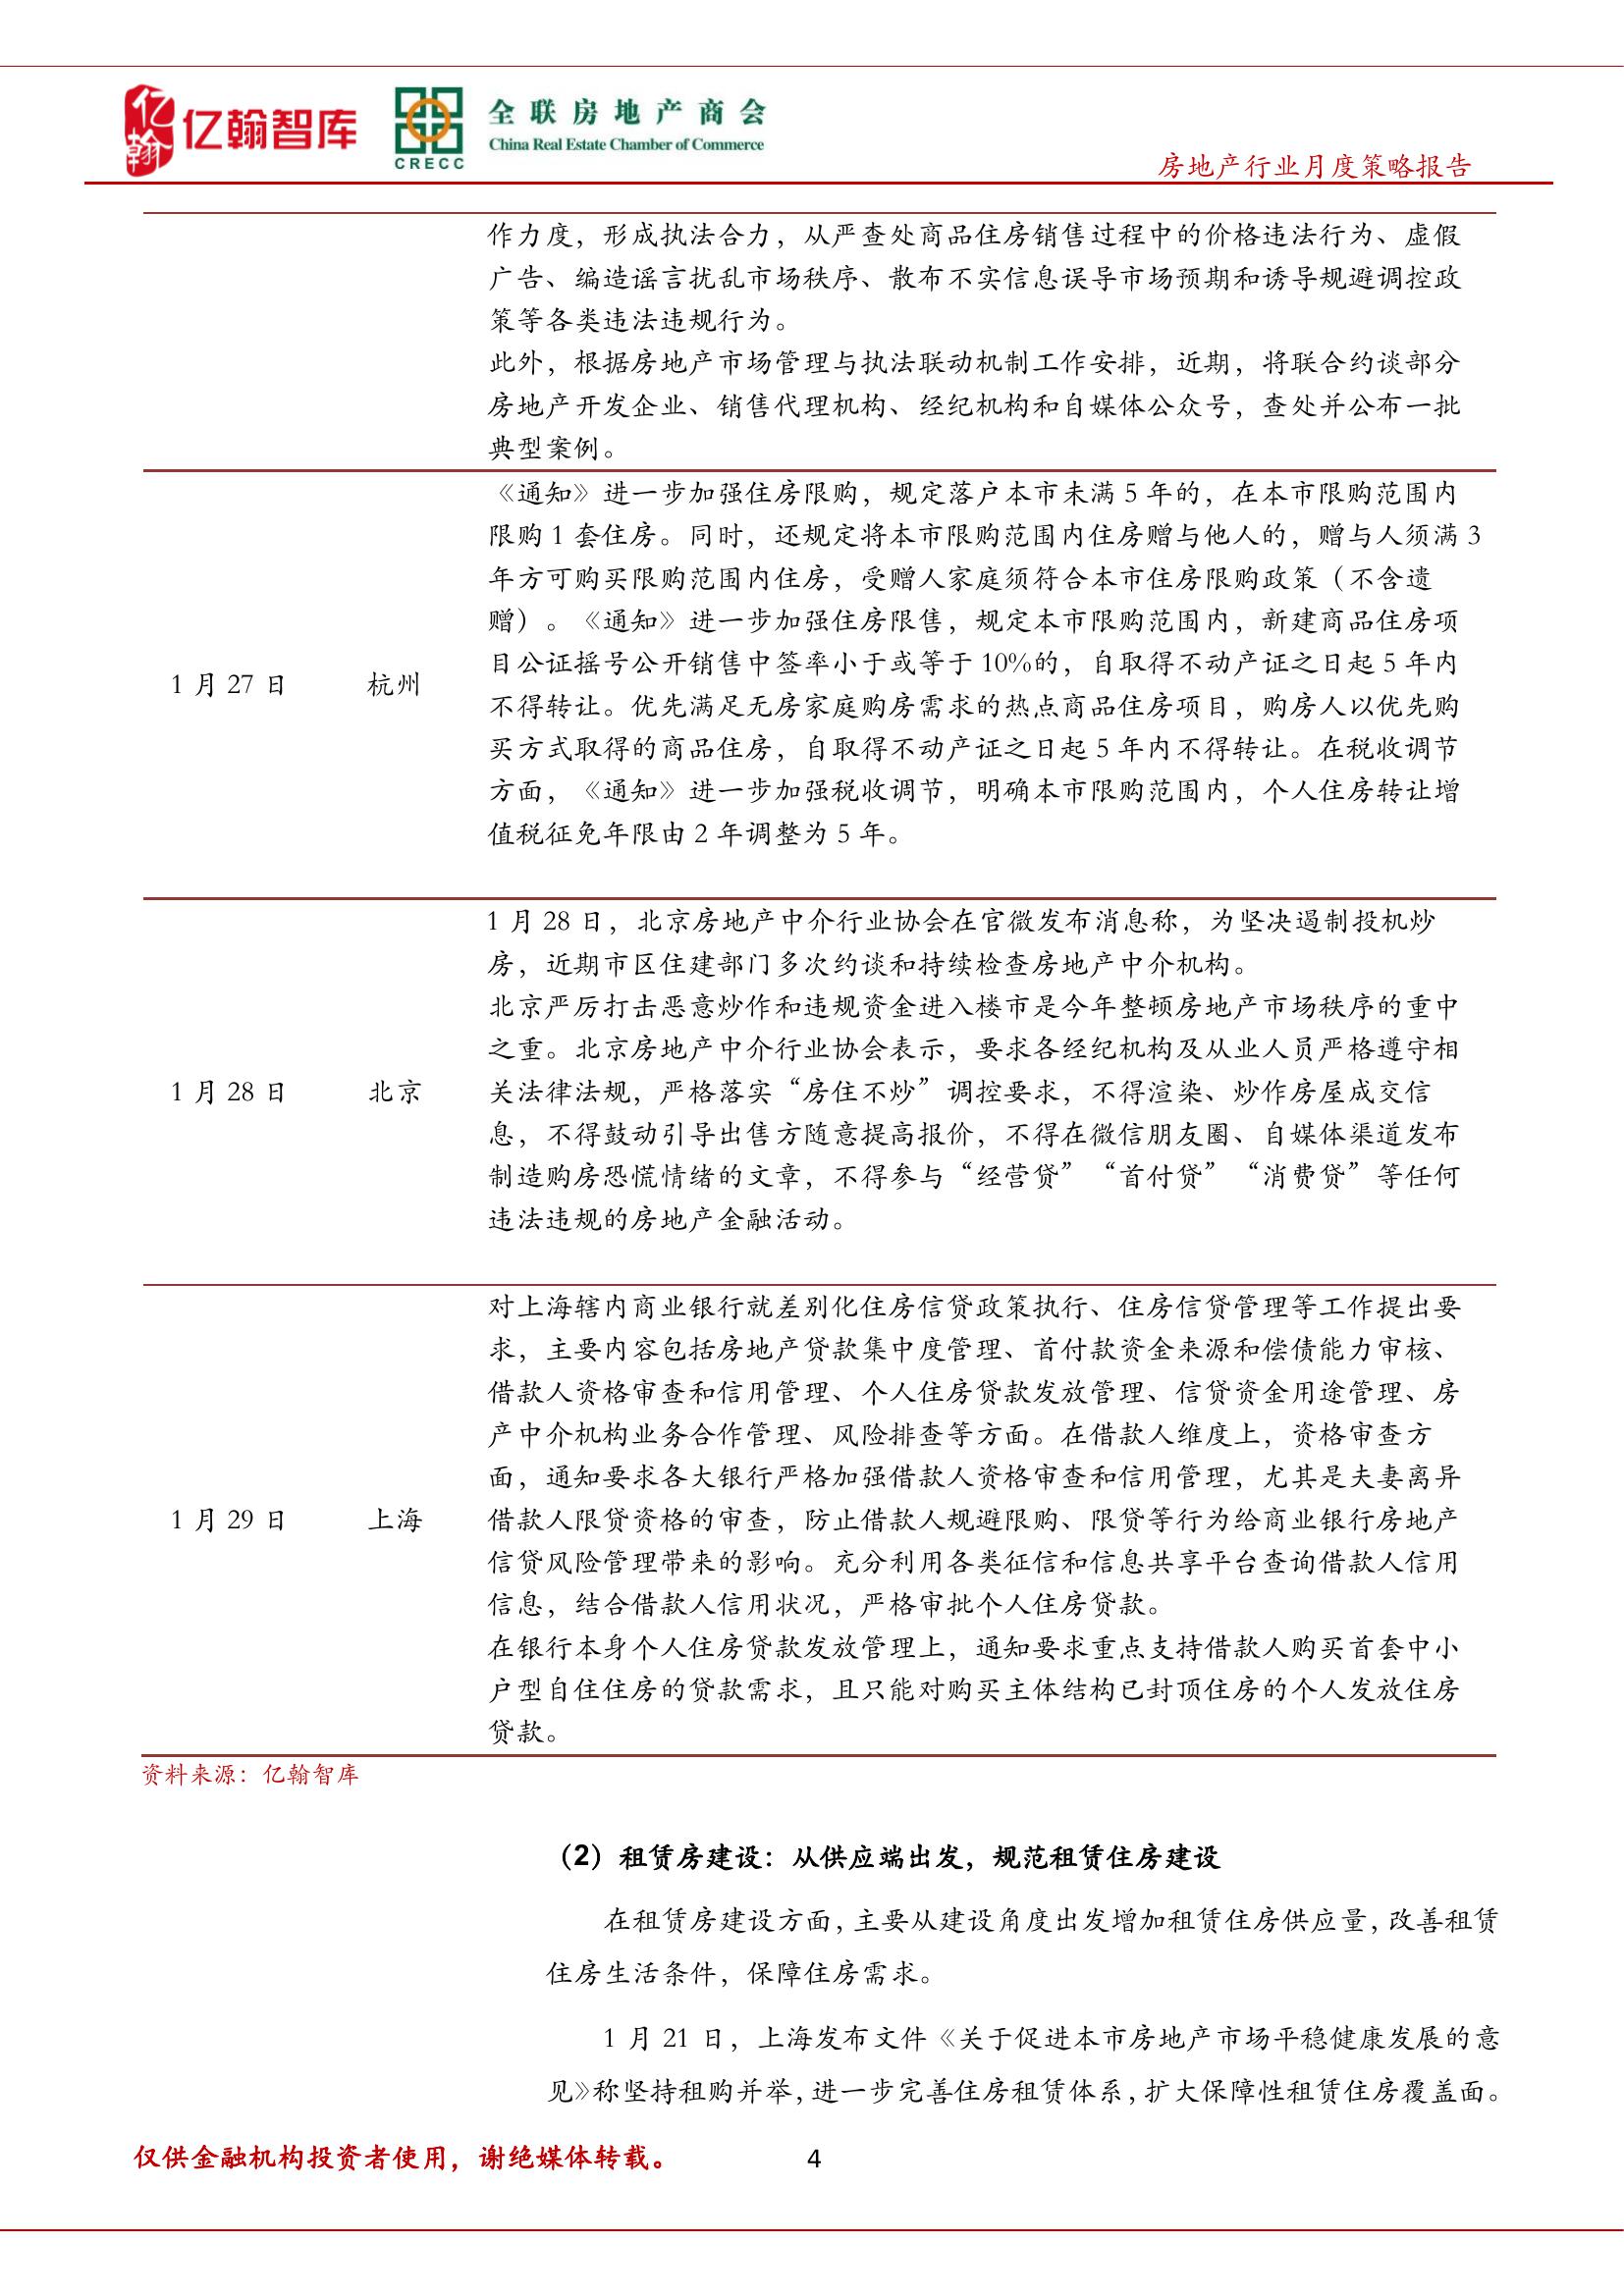 亿翰
亿翰智库
CRECC
全联房地产商会
China Real Estate Chamber of Commerce
房地产行业月度策略报告
作力度，形成执法合力，从严查处商品住房销售过程中的价格违法行为、虚假
广告、编造谣言扰乱市场秩序、散布不实信息误导市场预期和诱导规避调控政
策等各类违法违规行为。
此外，根据房地产市场管理与执法联动机制工作安排，近期，将联合约谈部分
房地产开发企业、销售代理机构、经纪机构和自媒体公众号，查处并公布一批
典型案例。
1 月 27 日 杭州
《通知》进一步加强住房限购，规定落户本市未满 5 年的，在本市限购范围内
限购 1 套住房。同时，还规定将本市限购范围内住房赠与他人的，赠与人须满 3
年方可购买限购范围内住房，受赠人家庭须符合本市住房限购政策（不含遗
赠）。《通知》进一步加强住房限售，规定本市限购范围内，新建商品住房项
目公证摇号公开销售中签率小于或等于 10%的，自取得不动产证之日起 5 年内
不得转让。优先满足无房家庭购房需求的热点商品住房项目，购房人以优先购
买方式取得的商品住房，自取得不动产证之日起 5 年内不得转让。在税收调节
方面，《通知》进一步加强税收调节，明确本市限购范围内，个人住房转让增
值税征免年限由 2 年调整为 5 年。
1 月 28 日 北京
1 月 28 日，北京房地产中介行业协会在官微发布消息称，为坚决遏制投机炒
房，近期市区住建部门多次约谈和持续检查房地产中介机构。
北京严厉打击恶意炒作和违规资金进入楼市是今年整顿房地产市场秩序的重中
之重。北京房地产中介行业协会表示，要求各经纪机构及从业人员严格遵守相
关法律法规，严格落实“房住不炒”调控要求，不得渲染、炒作房屋成交信
息，不得鼓动引导出售方随意提高报价，不得在微信朋友圈、自媒体渠道发布
制造购房恐慌情绪的文章，不得参与“经营贷”“首付贷”“消费贷”等任何
违法违规的房地产金融活动。
1 月 29 日 上海
对上海辖内商业银行就差别化住房信贷政策执行、住房信贷管理等工作提出要
求，主要内容包括房地产贷款集中度管理、首付款资金来源和偿债能力审核、
借款人资格审查和信用管理、个人住房贷款发放管理、信贷资金用途管理、房
产中介机构业务合作管理、风险排查等方面。在借款人维度上，资格审查方
面，通知要求各大银行严格加强借款人资格审查和信用管理，尤其是夫妻离异
借款人限贷资格的审查，防止借款人规避限购、限贷等行为给商业银行房地产
信贷风险管理带来的影响。充分利用各类征信和信息共享平台查询借款人信用
信息，结合借款人信用状况，严格审批个人住房贷款。
在银行本身个人住房贷款发放管理上，通知要求重点支持借款人购买首套中小
户型自住住房的贷款需求，且只能对购买主体结构已封顶住房的个人发放住房
贷款。
资料来源：亿翰智库
（2）租赁房建设：从供应端出发，规范租赁住房建设
在租赁房建设方面，主要从建设角度出发增加租赁住房供应量，改善租赁
住房生活条件，保障住房需求。
1 月 21 日，上海发布文件《关于促进本市房地产市场平稳健康发展的意
见》称坚持租购并举，进一步完善住房租赁体系，扩大保障性租赁住房覆盖面。
仅供金融机构投资者使用，谢绝媒体转载。 4